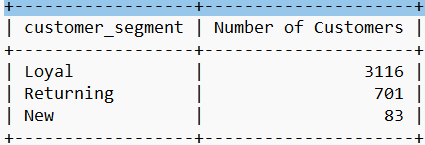 +------------------+---------------------+
| customer_segment | Number of Customers |
+------------------+---------------------+
| Loyal            |                3116 |
| Returning        |                 701 |
| New              |                  83 |
+------------------+---------------------+